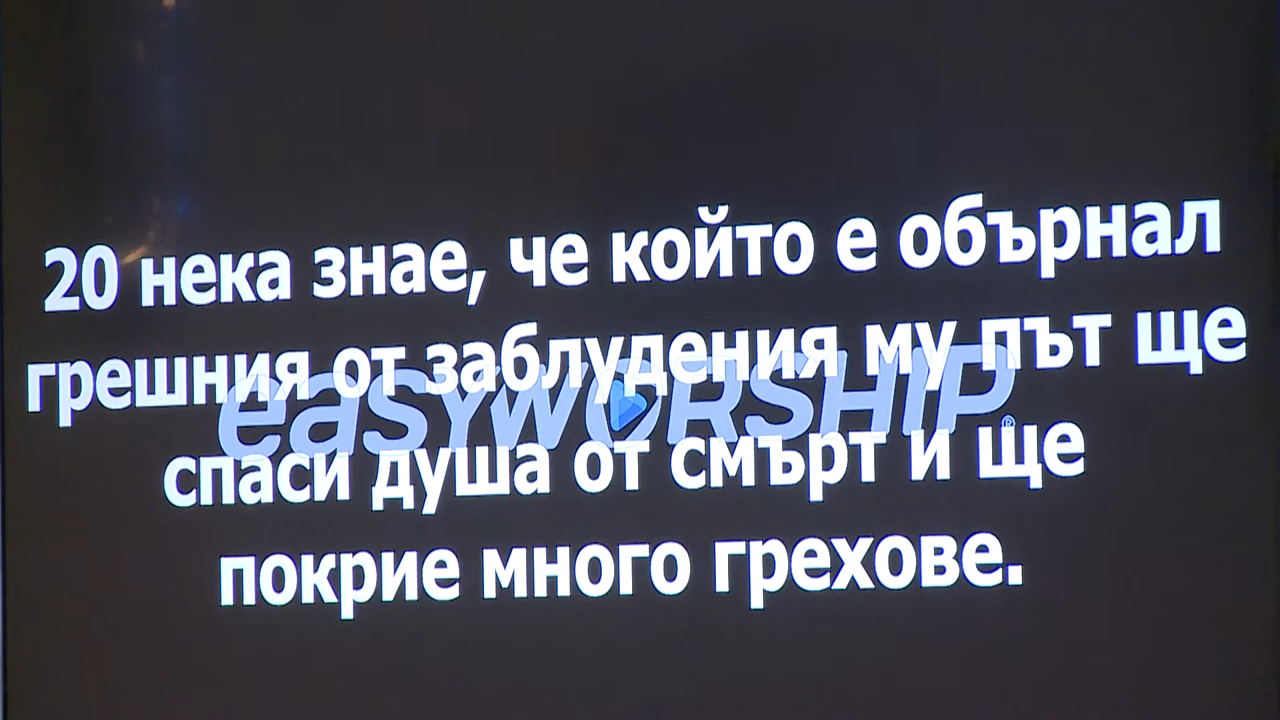 20 нека знае, че който е обърнал
грешния от заблудения му път ще
easyWORSHIP®
спаси душа от смърт и ще
покрие много грехове.